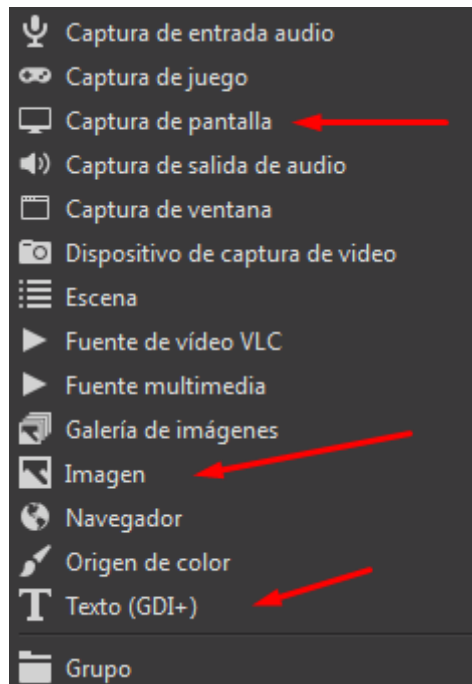 Captura de entrada audio
Captura de juego
Captura de pantalla
Captura de salida de audio
Captura de ventana
Dispositivo de captura de video
Escena
Fuente de vídeo VLC
Fuente multimedia
Galería de imágenes
Imagen
Navegador
Origen de color
T Texto (GDI+)
Grupo